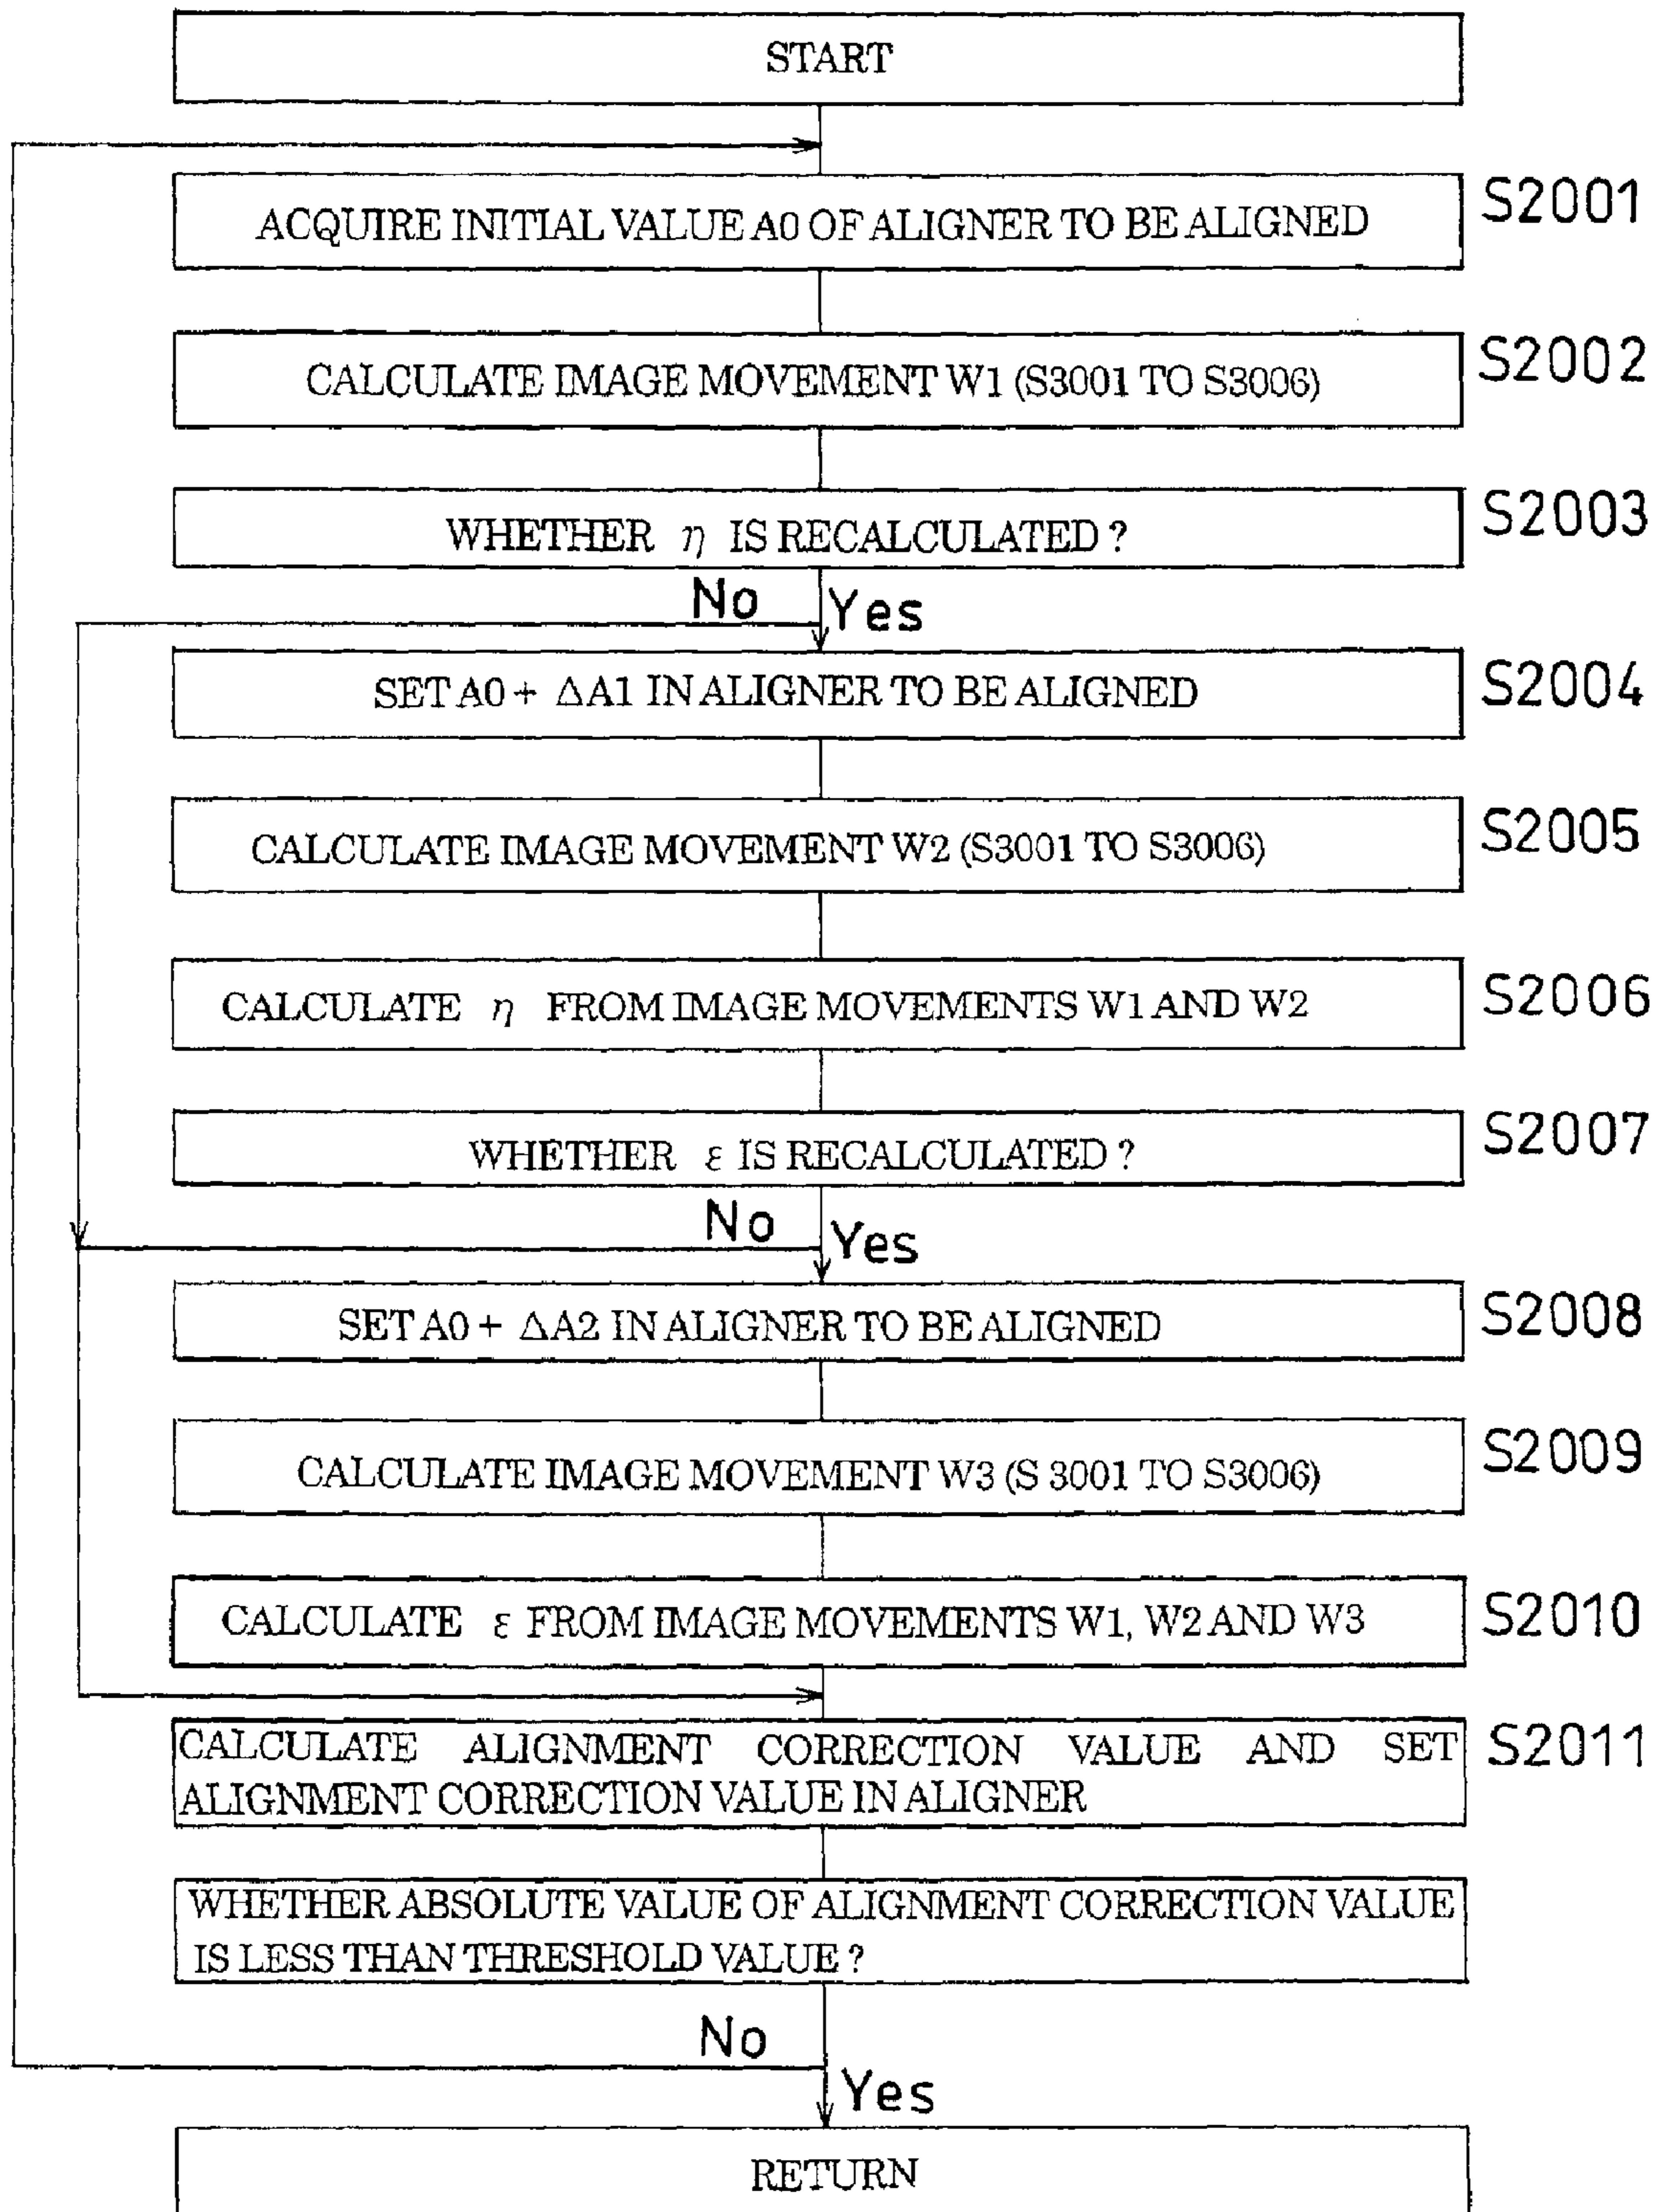 START
ACQUIRE INITIAL VALUE A0 OF ALIGNER TO BE ALIGNED
S2001
CALCULATE IMAGE MOVEMENT W1 (S3001 TO S3006)
S2002
WHETHER η IS RECALCULATED ?
S2003
No
Yes
SET A0 + ΔA1 IN ALIGNER TO BE ALIGNED
S2004
CALCULATE IMAGE MOVEMENT W2 (S3001 TO S3006)
S2005
CALCULATE η FROM IMAGE MOVEMENTS W1 AND W2
S2006
WHETHER ε IS RECALCULATED ?
S2007
No
Yes
SET A0 + ΔA2 IN ALIGNER TO BE ALIGNED
S2008
CALCULATE IMAGE MOVEMENT W3 (S 3001 TO S3006)
S2009
CALCULATE ε FROM IMAGE MOVEMENTS W1, W2 AND W3
S2010
CALCULATE ALIGNMENT CORRECTION VALUE AND SET
ALIGNMENT CORRECTION VALUE IN ALIGNER
S2011
WHETHER ABSOLUTE VALUE OF ALIGNMENT CORRECTION VALUE
IS LESS THAN THRESHOLD VALUE ?
No
Yes
RETURN